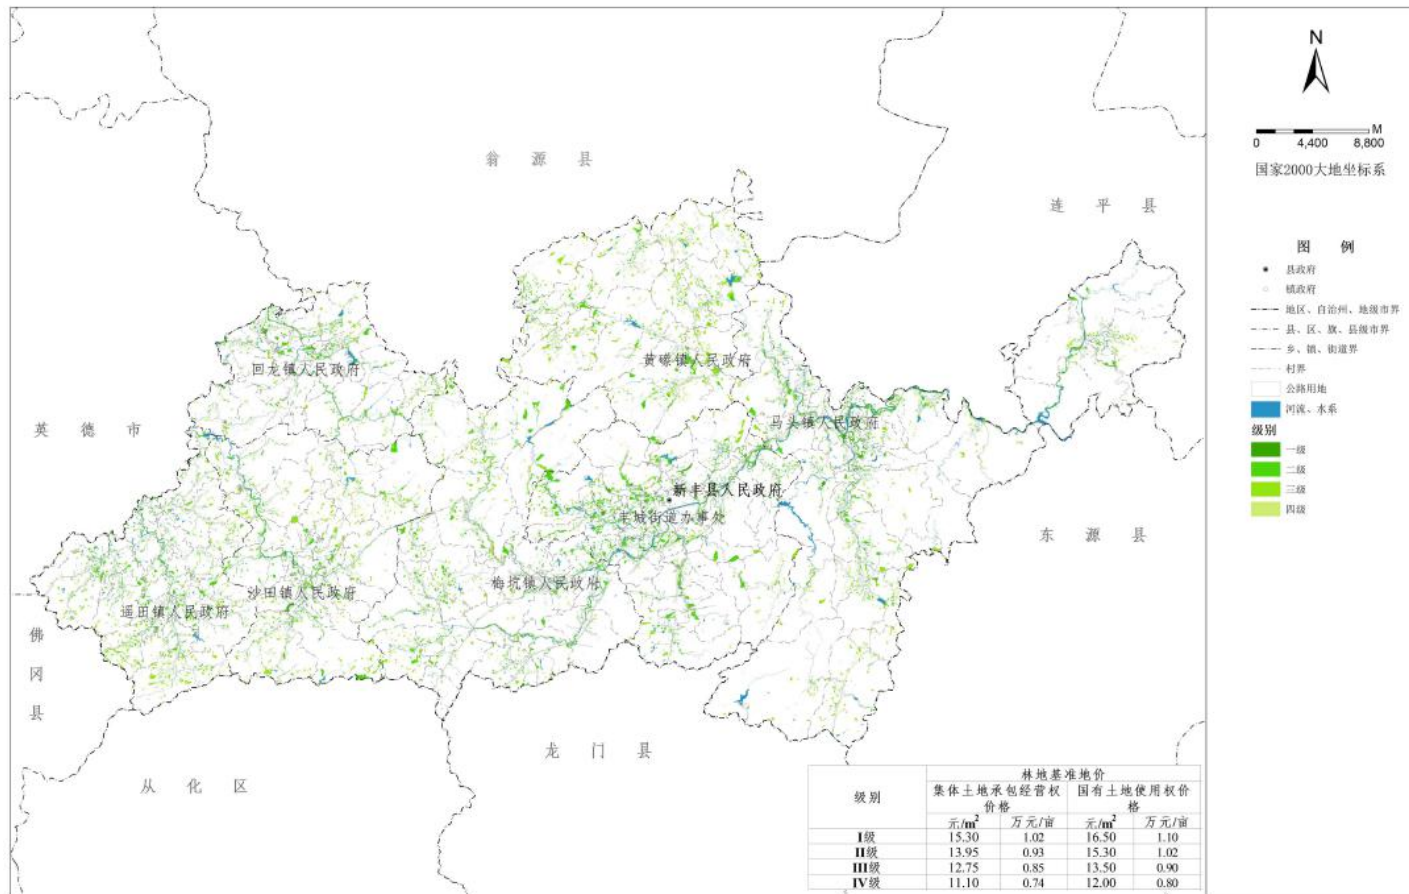 翁源县
连平县
英德市
佛冈县
从化区
龙门县
东源县
回龙镇人民政府
黄磜镇人民政府
马头镇人民政府
新丰县人民政府
丰城街道办事处
梅坑镇人民政府
沙田镇人民政府
遥田镇人民政府
N
M
0 4,400 8,800
国家2000大地坐标系
图 例
县政府
镇政府
地区、自治州、地级市界
县、区、旗、县级市界
乡、镇、街道界
村界
公路用地
河流、水系
级别
一级
二级
三级
四级
级别 林地基准地价
集体土地承包经营权价格 国有土地使用权价格
元/m² 万元/亩 元/m² 万元/亩
I级 15.30 1.02 16.50 1.10
II级 13.95 0.93 15.30 1.02
III级 12.75 0.85 13.50 0.90
IV级 11.10 0.74 12.00 0.80